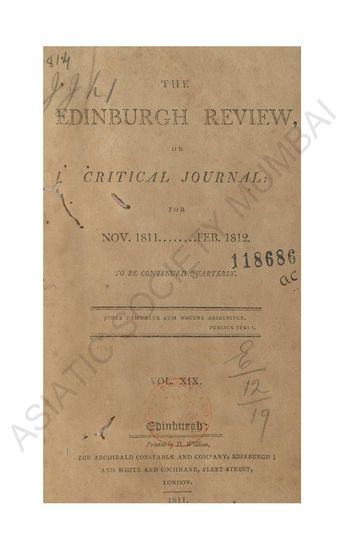 814
THE
EDINBURGH REVIEW,
OR
CRITICAL JOURNAL:
FOR
NOV. 1811........FEB. 1812.
118686
TO BE CONTINUED QUARTERLY.
JUDEX DAMNATUR CUM NOCENS ABSOLVITUR.
PUBLIUS SYRUS.
E/12/19
VOL. XIX.
Edinburgh:
Printed by D. Willison,
FOR ARCHIBALD CONSTABLE AND COMPANY, EDINBURGH;
AND WHITE AND COCHRANE, FLEET-STREET,
LONDON.
1811.
ASIATIC SOCIETY MUMBAI